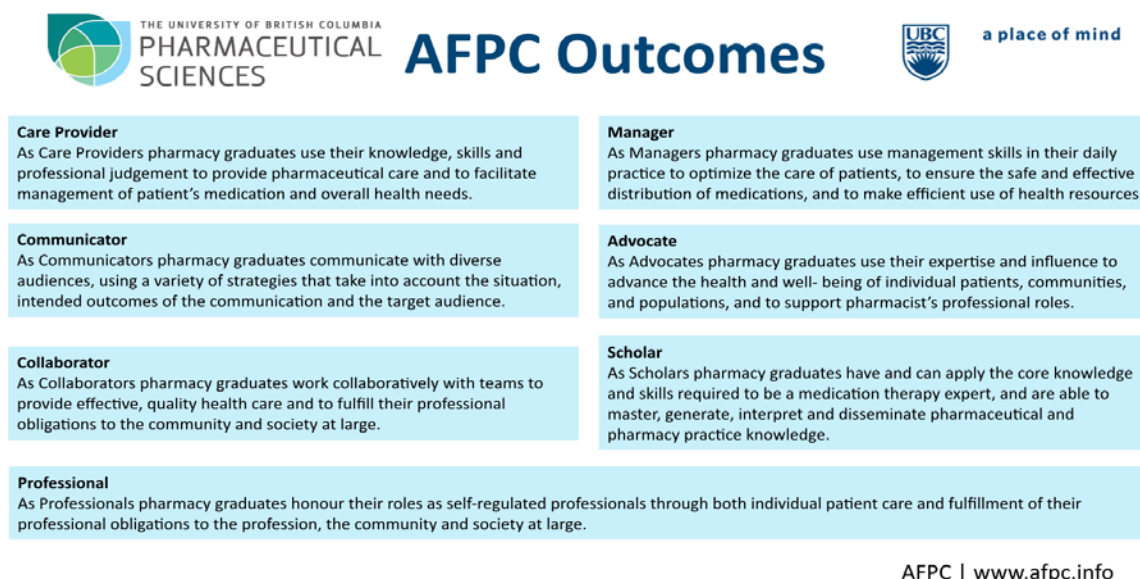 THE UNIVERSITY OF BRITISH COLUMBIA
PHARMACEUTICAL
SCIENCES
AFPC Outcomes
UBC
a place of mind
Care Provider
As Care Providers pharmacy graduates use their knowledge, skills and
professional judgement to provide pharmaceutical care and to facilitate
management of patient's medication and overall health needs.
Manager
As Managers pharmacy graduates use management skills in their daily
practice to optimize the care of patients, to ensure the safe and effective
distribution of medications, and to make efficient use of health resources
Communicator
As Communicators pharmacy graduates communicate with diverse
audiences, using a variety of strategies that take into account the situation,
intended outcomes of the communication and the target audience.
Advocate
As Advocates pharmacy graduates use their expertise and influence to
advance the health and well- being of individual patients, communities,
and populations, and to support pharmacist's professional roles.
Collaborator
As Collaborators pharmacy graduates work collaboratively with teams to
provide effective, quality health care and to fulfill their professional
obligations to the community and society at large.
Scholar
As Scholars pharmacy graduates have and can apply the core knowledge
and skills required to be a medication therapy expert, and are able to
master, generate, interpret and disseminate pharmaceutical and
pharmacy practice knowledge.
Professional
As Professionals pharmacy graduates honour their roles as self-regulated professionals through both individual patient care and fulfillment of their
professional obligations to the profession, the community and society at large.
AFPC | www.afpc.info